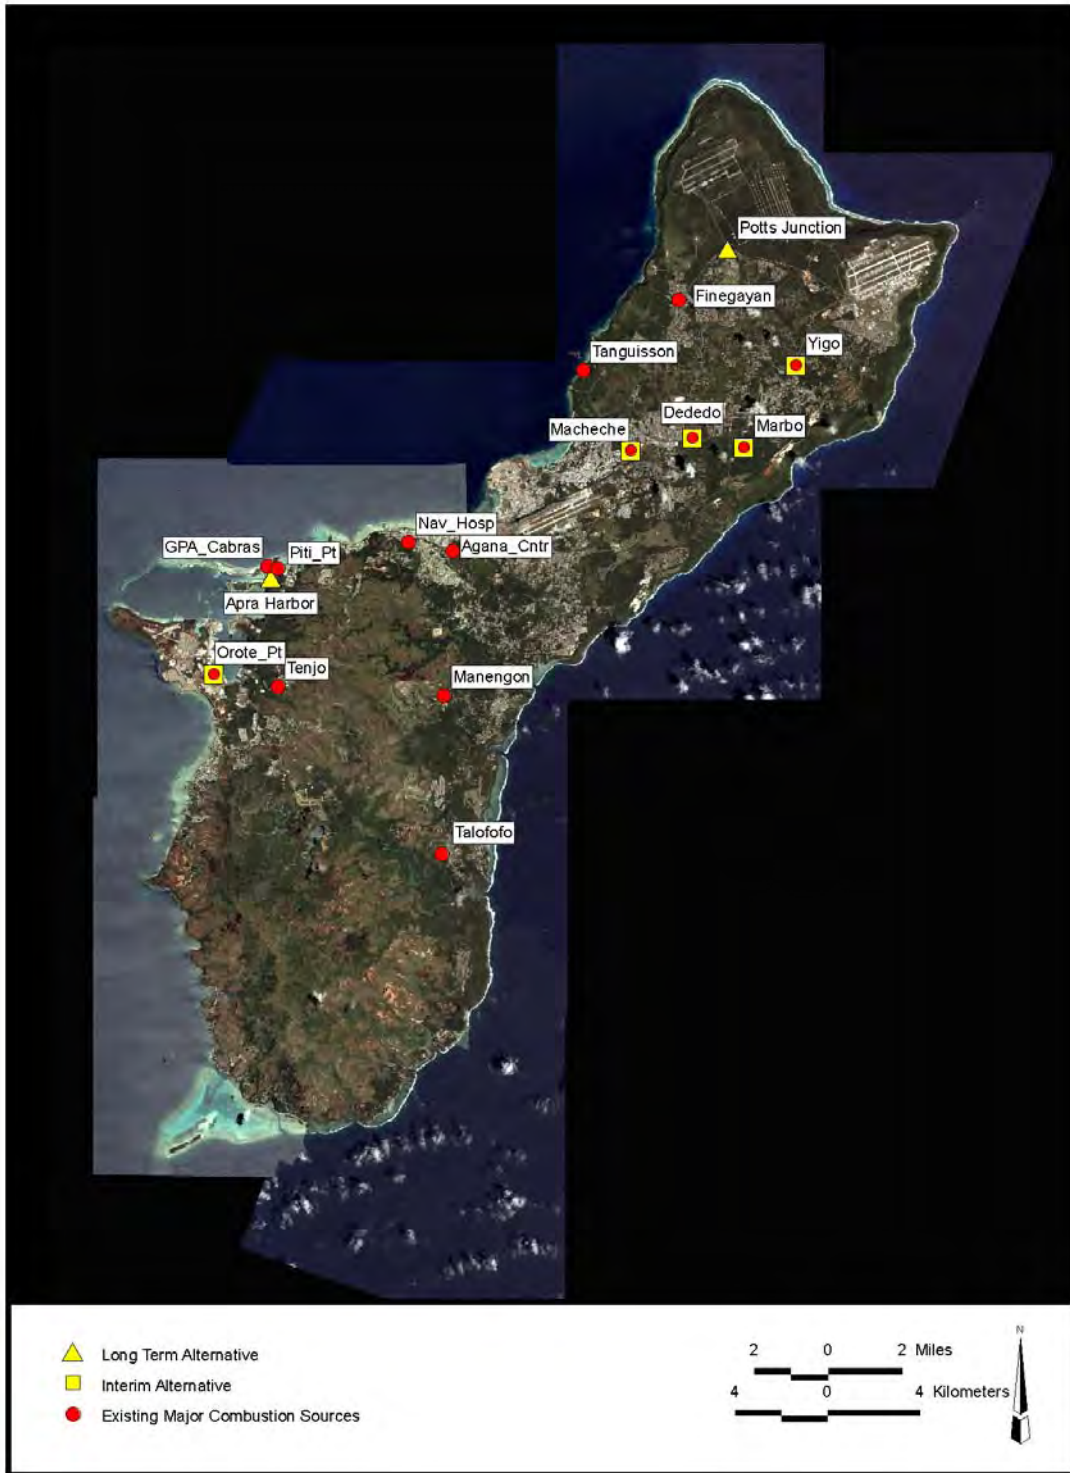 Potts Junction
Finegayan
Tanguisson
Yigo
Dededo
Macheche
Marbo
Nav_Hosp
GPA_Cabras
Piti_Pt
Agana_Cntr
Apra Harbor
Orote_Pt
Tenjo
Manengon
Talofofo
N
2 0 2 Miles
Long Term Alternative
Interim Alternative
4 0 4 Kilometers
Existing Major Combustion Sources